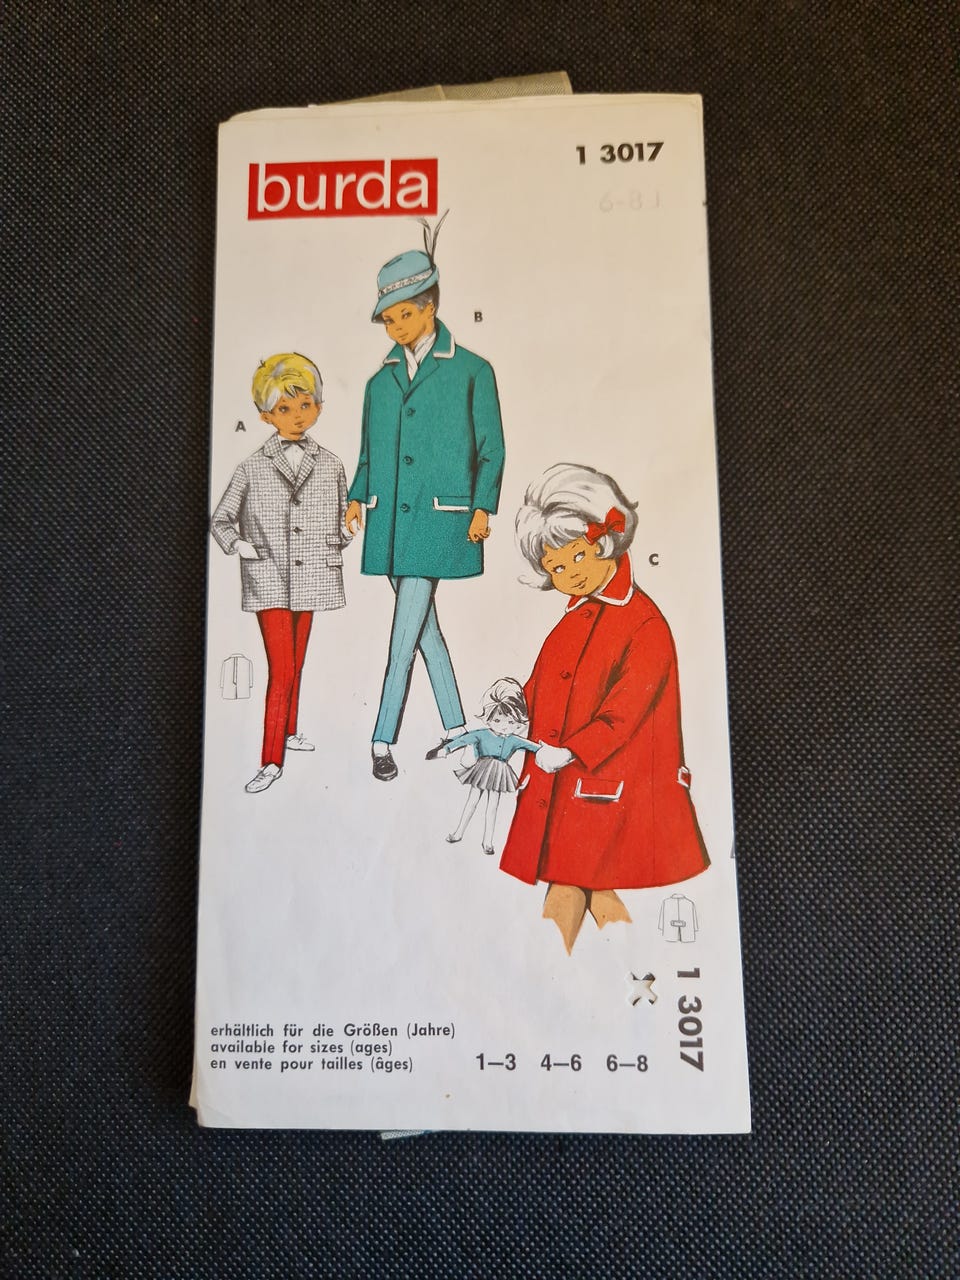 burda
1 3017
6-8 J
B
A
C
1 3017
erhältlich für die Größen (Jahre)
available for sizes (ages)
en vente pour tailles (âges)
1–3 4–6 6–8